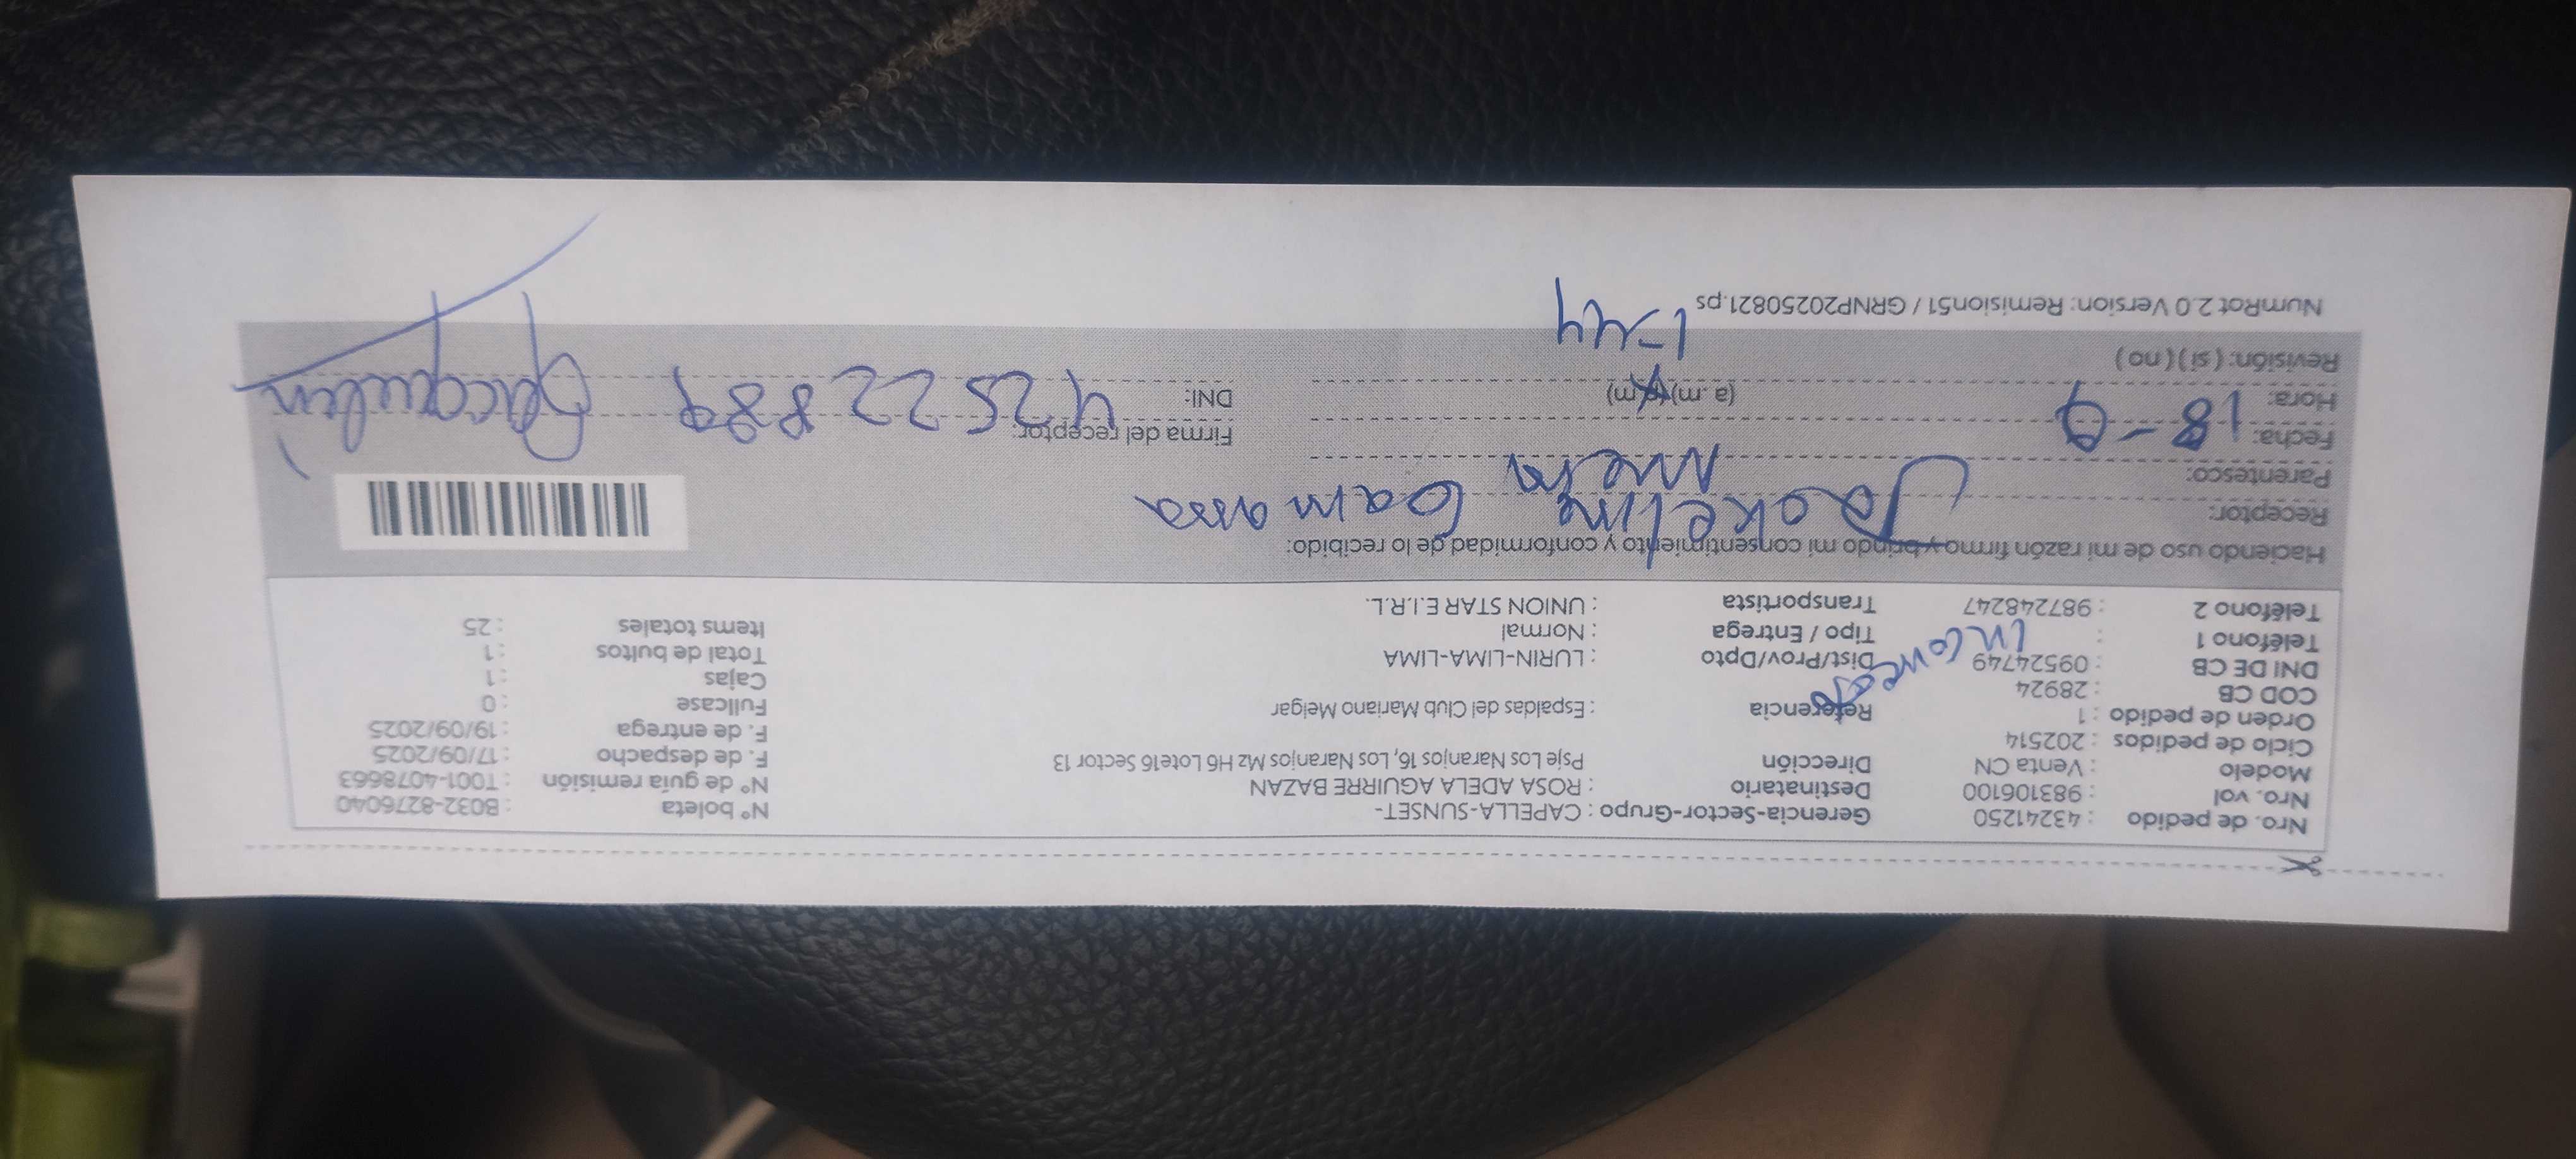 Nro. de pedido : 43241250 Gerencia-Sector-Grupo : CAPELLA-SUNSET- N° boleta : B032-8276040
Nro. vol : 983106100 Destinatario : ROSA ADELA AGUIRRE BAZAN N° de guía remisión : T001-4078663
Modelo : Venta CN Dirección Psje Los Naranjos 16, Los Naranjos Mz H6 Lote16 Sector 13 F. de despacho : 17/09/2025
Ciclo de pedidos : 202514 F. de entrega : 19/09/2025
Orden de pedido : 1 Referencia : Espaldas del Club Mariano Melgar Fullcase : 0
COD CB : 28924 Cajas : 1
DNI DE CB : 09524749 Dist/Prov/Dpto : LURIN-LIMA-LIMA Total de bultos : 1
Teléfono 1 : Tipo / Entrega : Normal Items totales : 25
Teléfono 2 : 987248247 Transportista : UNION STAR E.I.R.L.
Haciendo uso de mi razón firmo y brindo mi consentimiento y conformidad de lo recibido:
Receptor: Jakeline
Parentesco:
Fecha: 18-9 Firma del receptor:
Hora: (a.m) (p.m) DNI: 42522889
Revisión: ( si ) ( no ) 1-44
NumRot 2.0 Version: Remision51 / GRNP20250821.ps